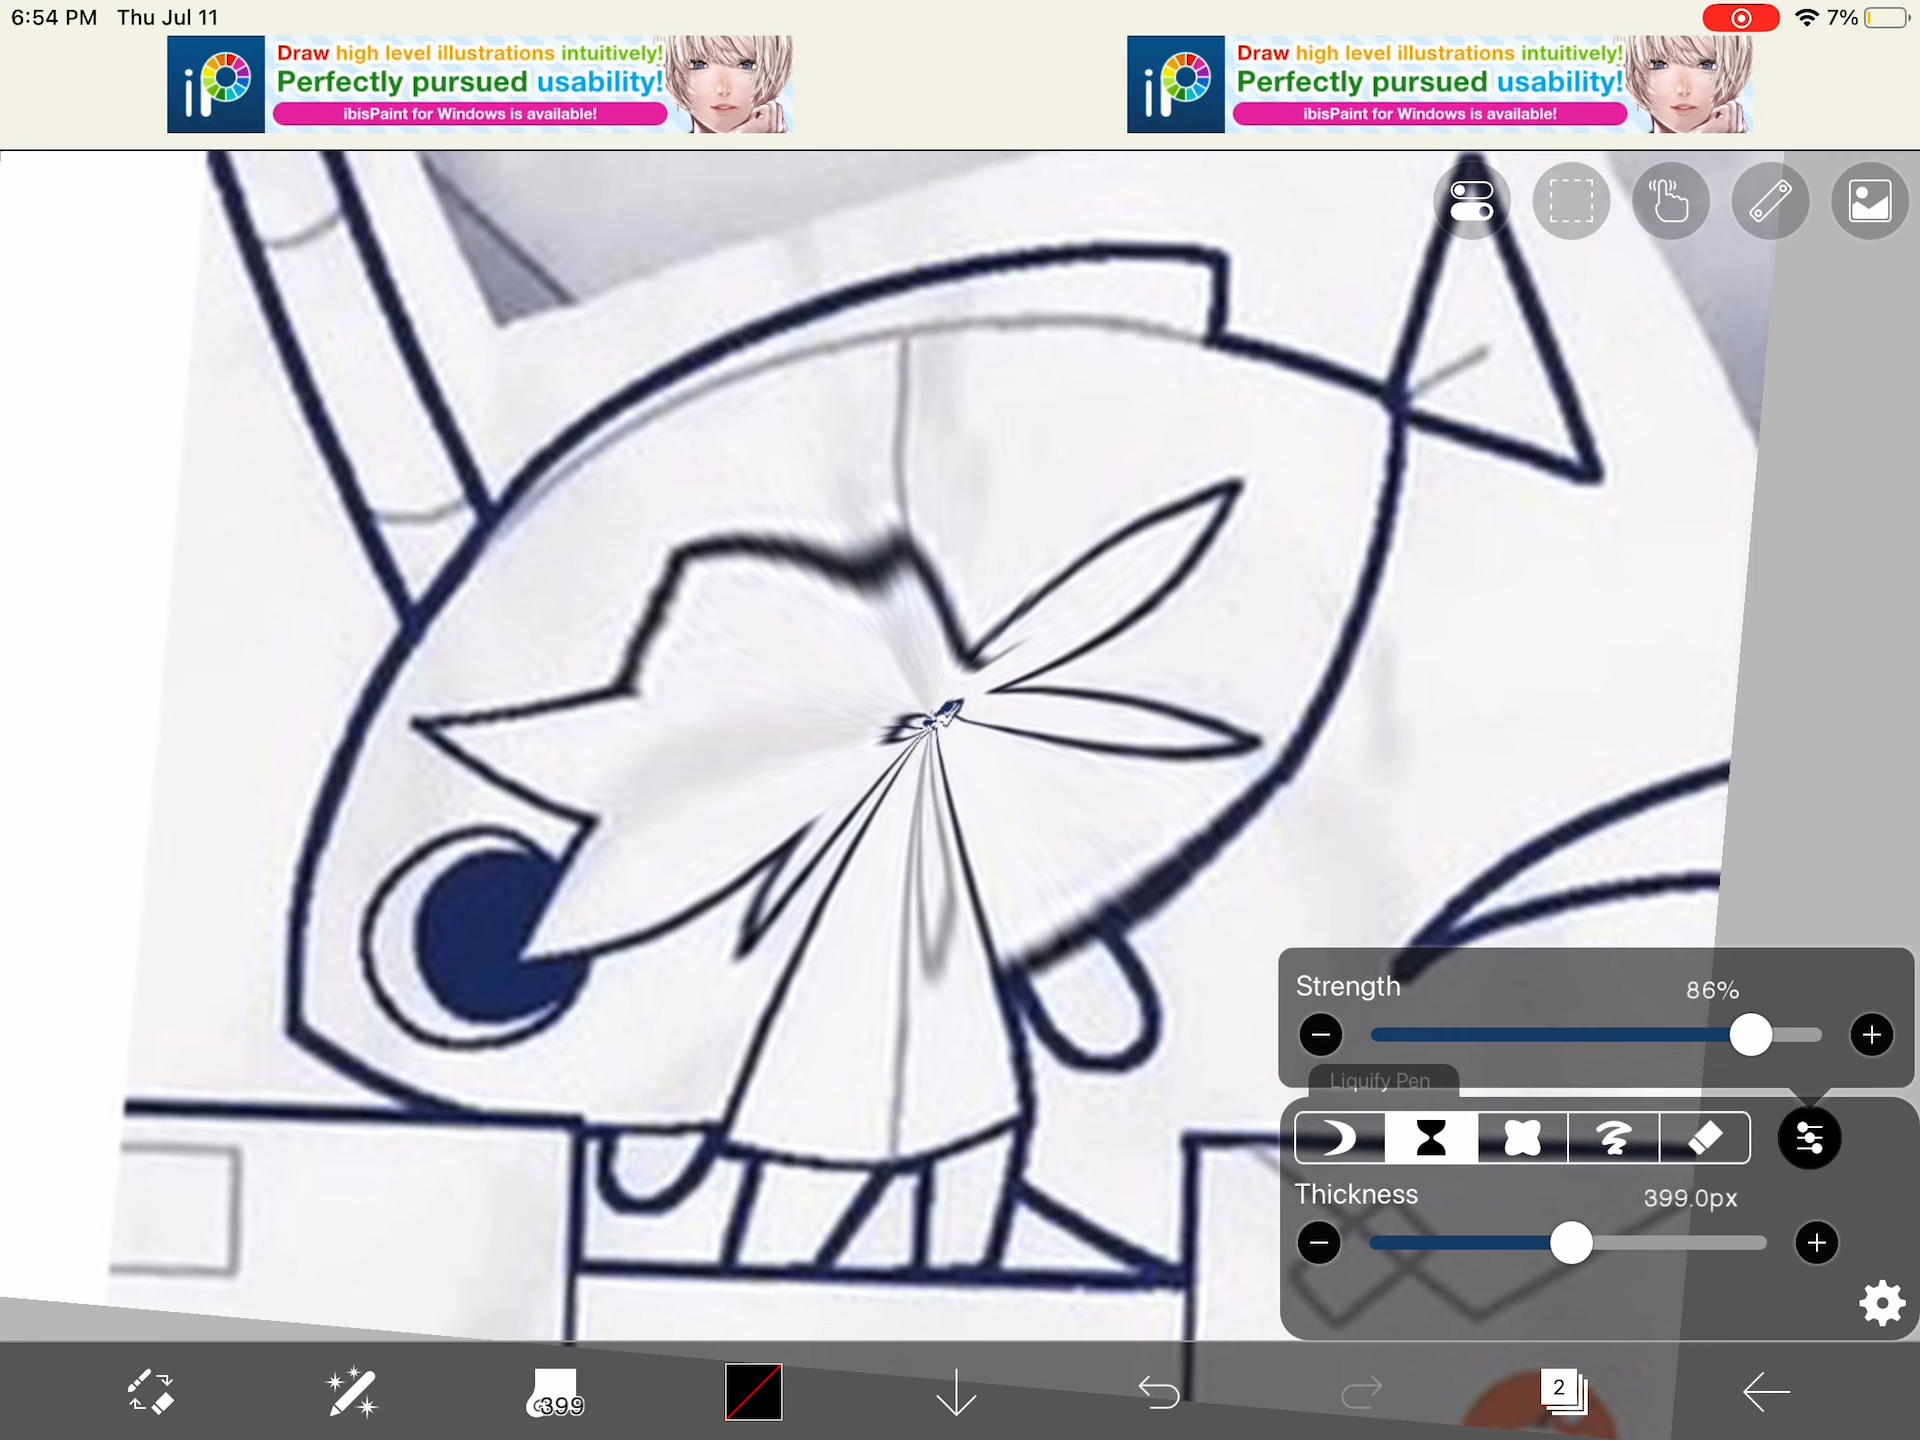 6:54 PM Thu Jul 11
7%
iP Draw high level illustrations intuitively!
Perfectly pursued usability!
ibisPaint for Windows is available!
iP Draw high level illustrations intuitively!
Perfectly pursued usability!
ibisPaint for Windows is available!
Strength 86%
Liquify Pen
Thickness 399.0px
399
2